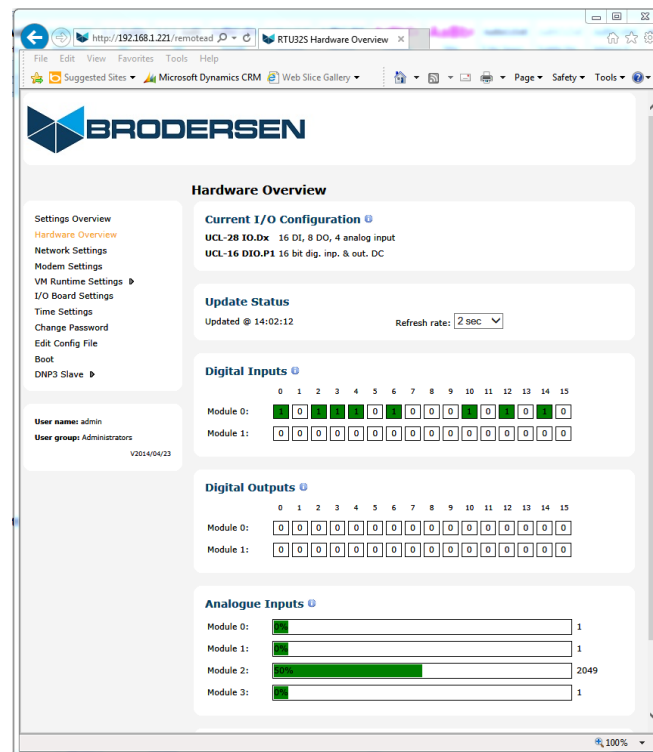 http://192.168.1.221/remotead
RTU32S Hardware Overview
File Edit View Favorites Tools Help
Suggested Sites Microsoft Dynamics CRM Web Slice Gallery Page Safety Tools
BRODERSEN
Hardware Overview
Settings Overview
Hardware Overview
Network Settings
Modem Settings
VM Runtime Settings
I/O Board Settings
Time Settings
Change Password
Edit Config File
Boot
DNP3 Slave
User name: admin
User group: Administrators
V2014/04/23
Current I/O Configuration
UCL-28 IO.Dx 16 DI, 8 DO, 4 analog input
UCL-16 DIO.P1 16 bit dig. inp. & out. DC
Update Status
Updated @ 14:02:12 Refresh rate: 2 sec
Digital Inputs
0 1 2 3 4 5 6 7 8 9 10 11 12 13 14 15
Module 0: 1 0 1 1 1 0 1 0 0 0 1 0 1 0 1 0
Module 1: 0 0 0 0 0 0 0 0 0 0 0 0 0 0 0 0
Digital Outputs
0 1 2 3 4 5 6 7 8 9 10 11 12 13 14 15
Module 0: 0 0 0 0 0 0 0 0 0 0 0 0 0 0 0 0
Module 1: 0 0 0 0 0 0 0 0 0 0 0 0 0 0 0 0
Analogue Inputs
Module 0: 0% 1
Module 1: 0% 1
Module 2: 50% 2049
Module 3: 0% 1
100%